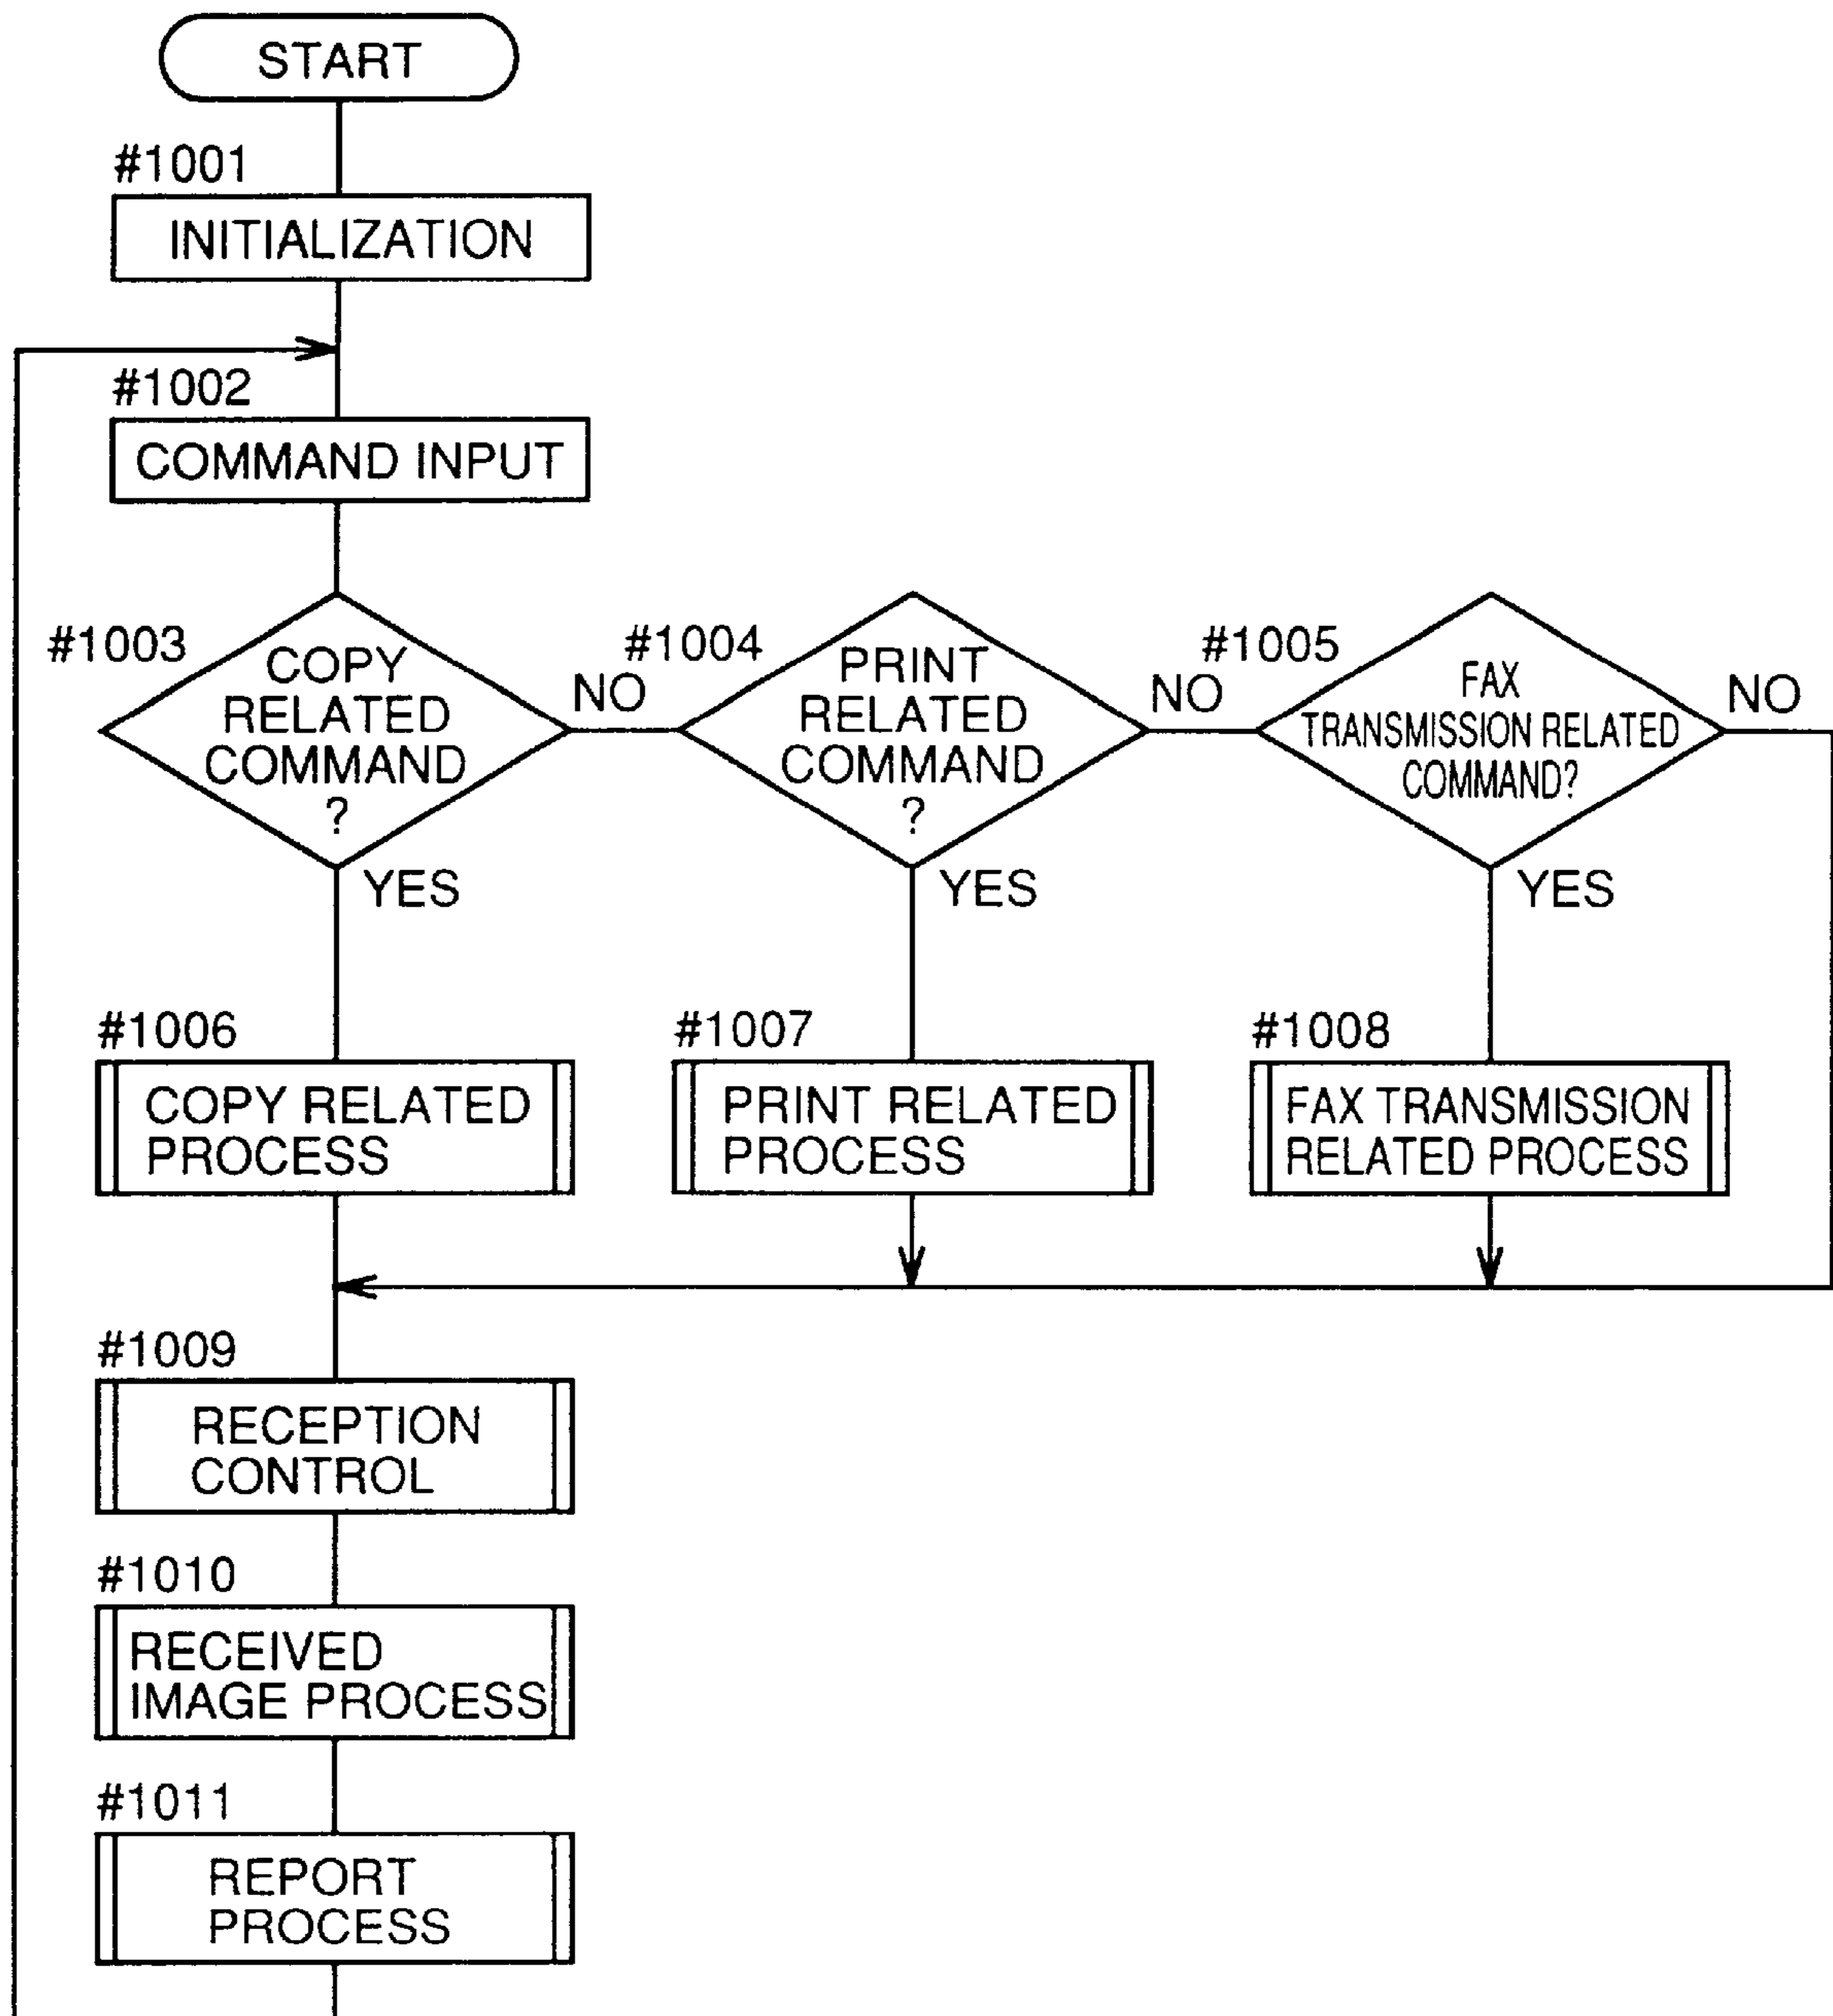 START
#1001
INITIALIZATION
#1002
COMMAND INPUT
#1003
COPY
RELATED
COMMAND
?
NO
YES
#1004
PRINT
RELATED
COMMAND
?
NO
YES
#1005
FAX
TRANSMISSION RELATED
COMMAND?
NO
YES
#1006
COPY RELATED
PROCESS
#1007
PRINT RELATED
PROCESS
#1008
FAX TRANSMISSION
RELATED PROCESS
#1009
RECEPTION
CONTROL
#1010
RECEIVED
IMAGE PROCESS
#1011
REPORT
PROCESS